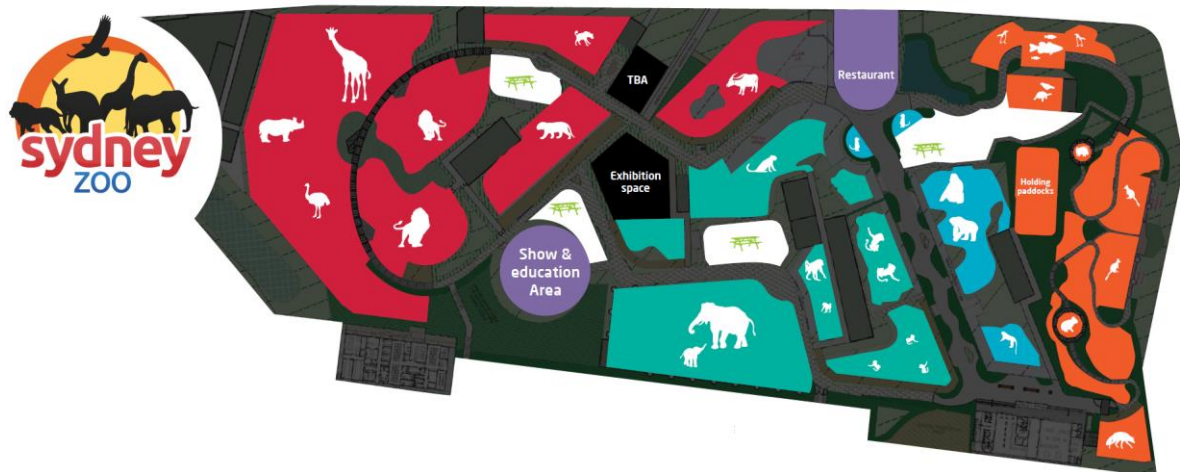 sydney
ZOO
TBA
Restaurant
Exhibition
space
Holding
paddocks
Show &
education
Area